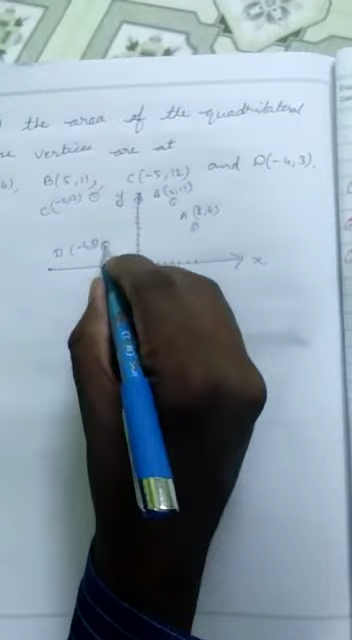 the area of the quadrilateral
vertices are at
6), B(5,11), C(-5,12) and D(-4,3).
C(-5,12) y B(5,11)
A(8,6)
D(-4,3)
x